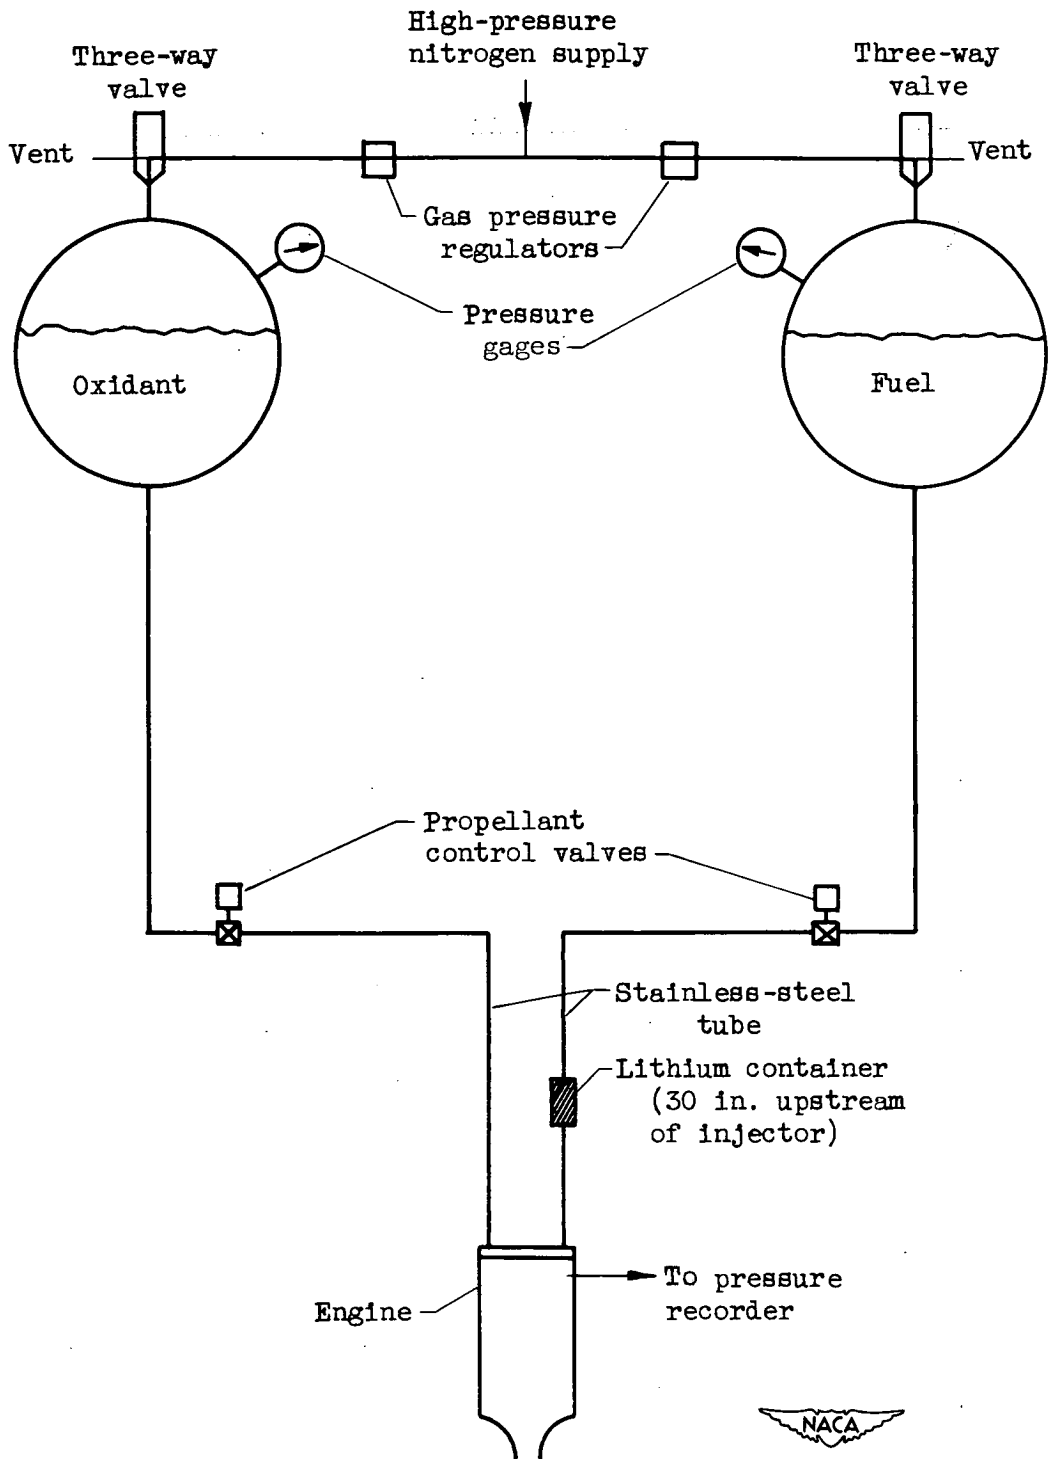 High-pressure
nitrogen supply
Three-way
valve
Three-way
valve
Vent
Vent
Gas pressure
regulators
Pressure
gages
Oxidant
Fuel
Propellant
control valves
Stainless-steel
tube
Lithium container
(30 in. upstream
of injector)
To pressure
recorder
Engine
NACA